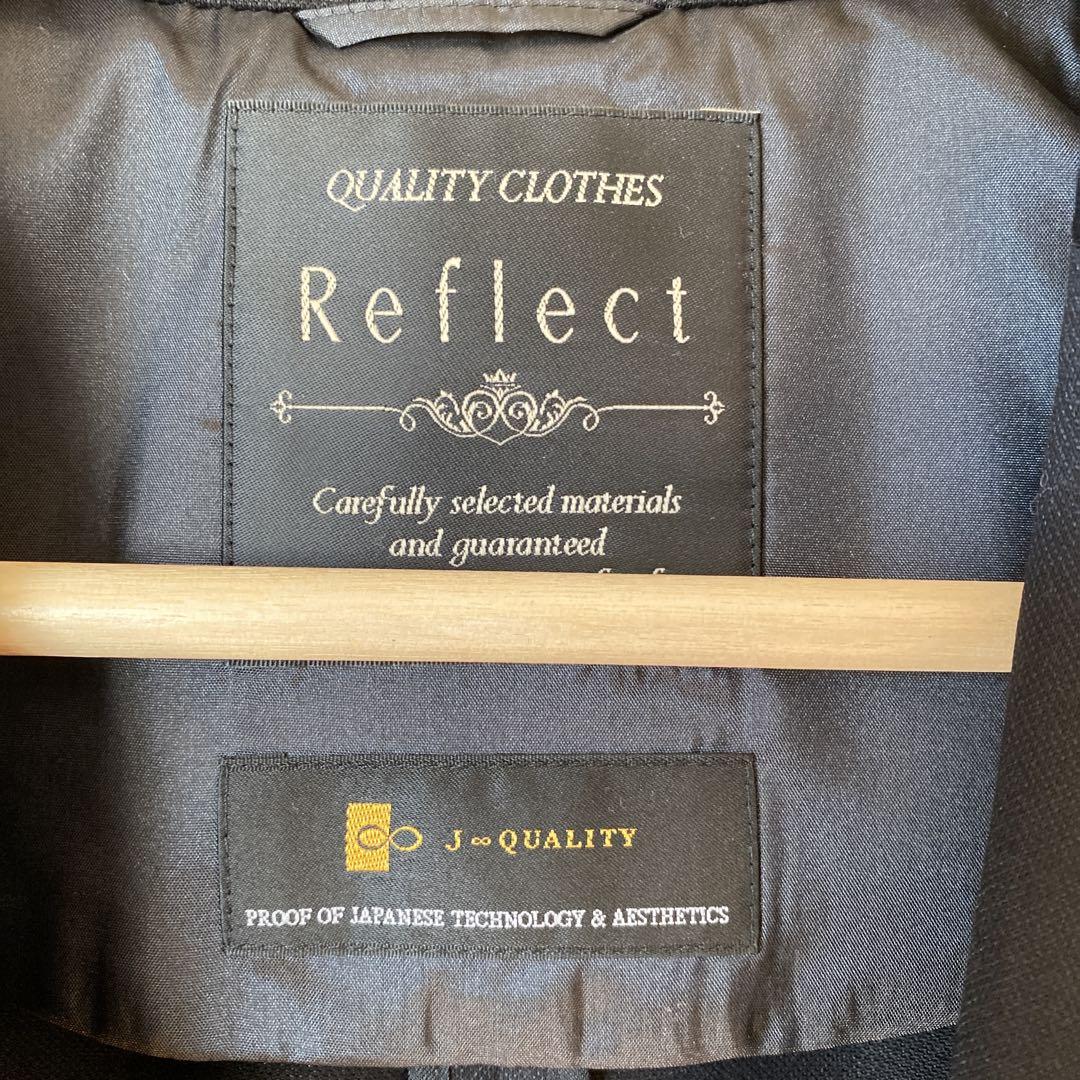 QUALITY CLOTHES
Reflect
Carefully selected materials
and guaranteed
J∞QUALITY
PROOF OF JAPANESE TECHNOLOGY & AESTHETICS